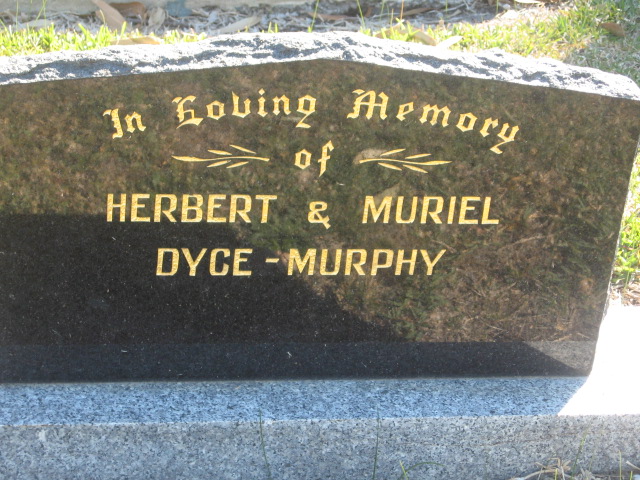 In Loving Memory
of
HERBERT & MURIEL
DYCE - MURPHY